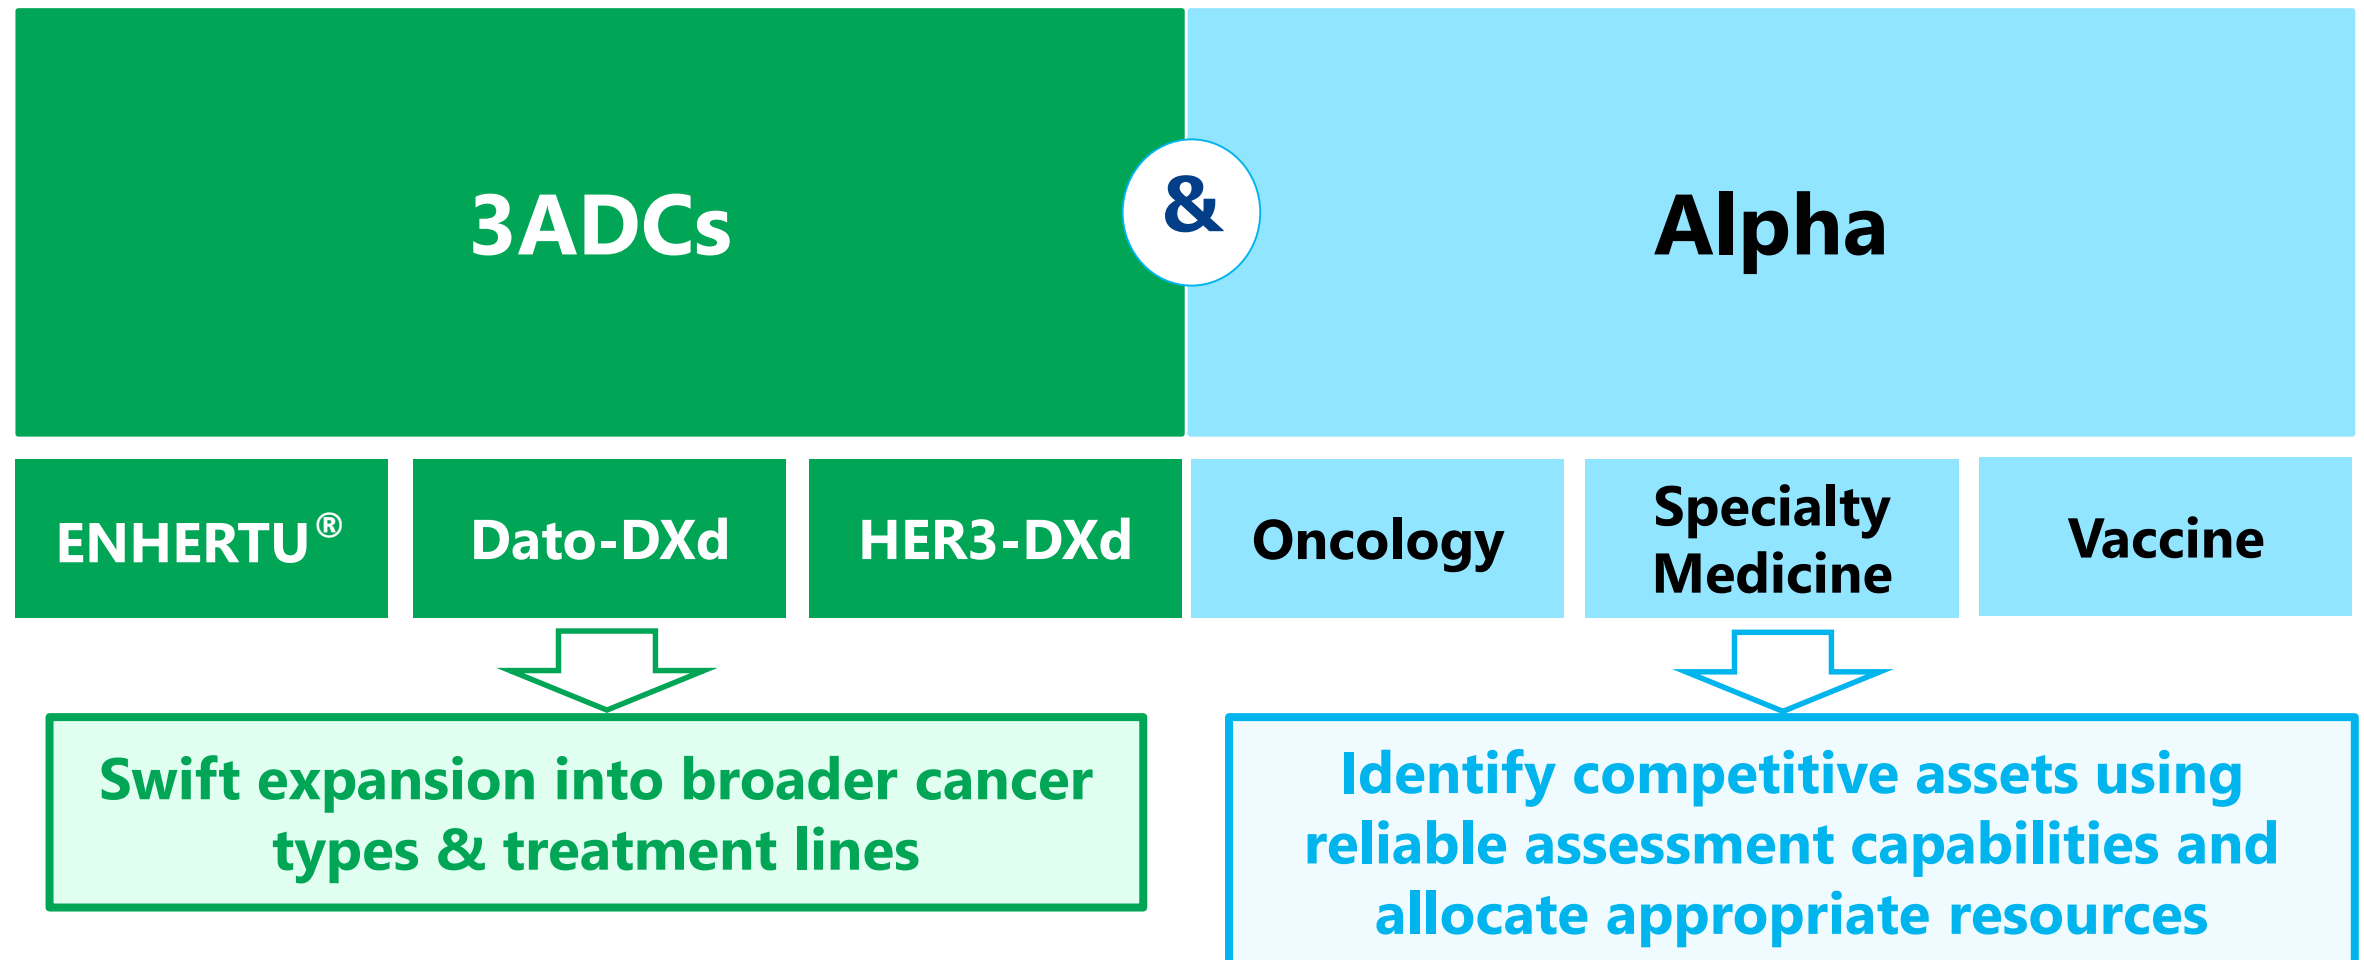 3ADCs
&
Alpha
ENHERTU®
Dato-DXd
HER3-DXd
Oncology
Specialty
Medicine
Vaccine
Swift expansion into broader cancer
types & treatment lines
Identify competitive assets using
reliable assessment capabilities and
allocate appropriate resources